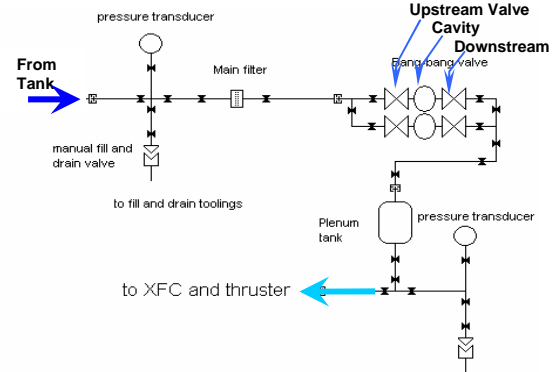 Upstream Valve
Cavity
Downstream
Bang-bang valve
pressure transducer
From
Tank
Main filter
manual fill and
drain valve
to fill and drain toolings
Plenum
tank
pressure transducer
to XFC and thruster